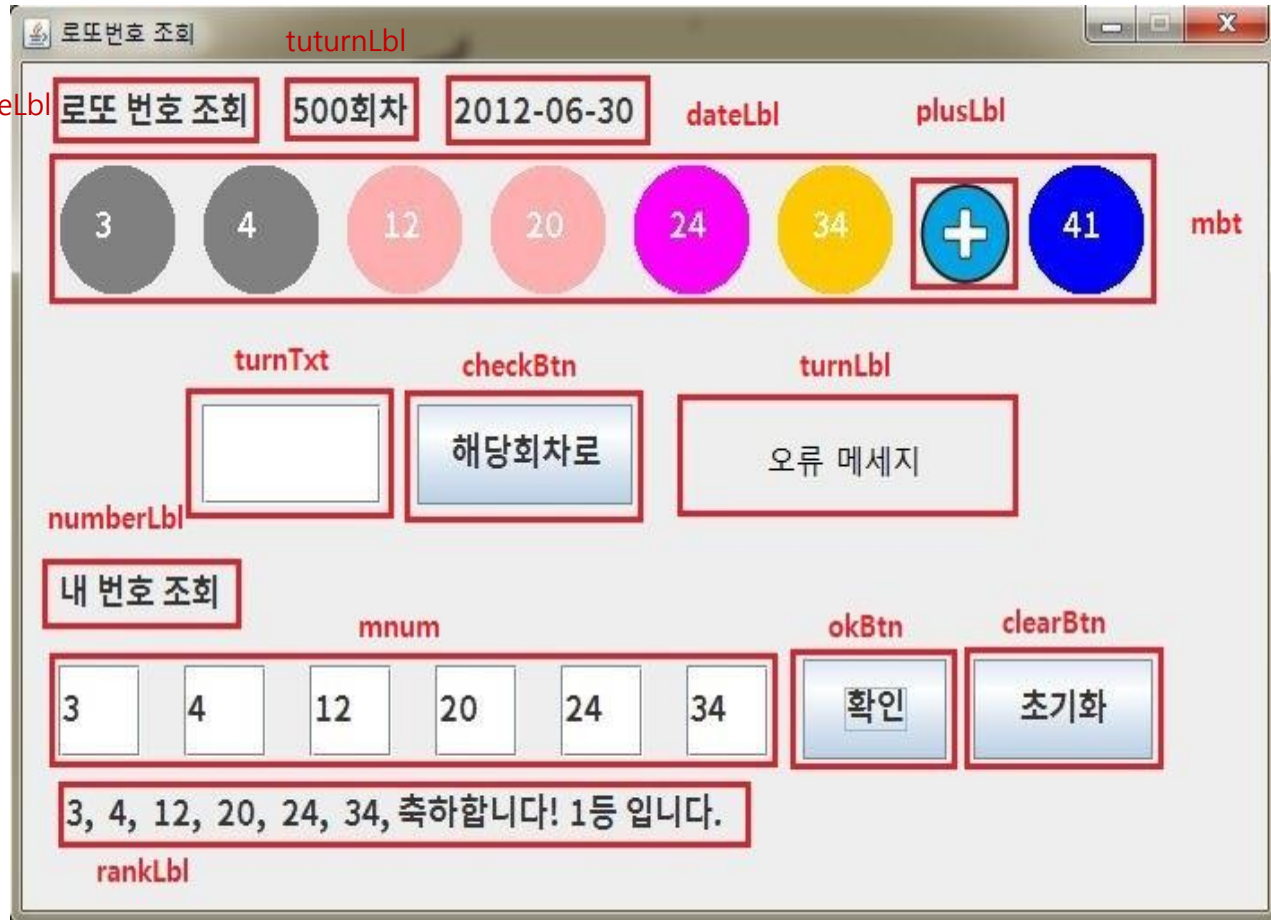 로또번호 조회
tuturnLbl
eLbl 로또 번호 조회 500회차 2012-06-30 dateLbl plusLbl
3 4 12 20 24 34 + 41 mbt
turnTxt checkBtn turnLbl
해당회차로 오류 메세지
numberLbl
내 번호 조회
mnum okBtn clearBtn
3 4 12 20 24 34 확인 초기화
3, 4, 12, 20, 24, 34, 축하합니다! 1등 입니다.
rankLbl